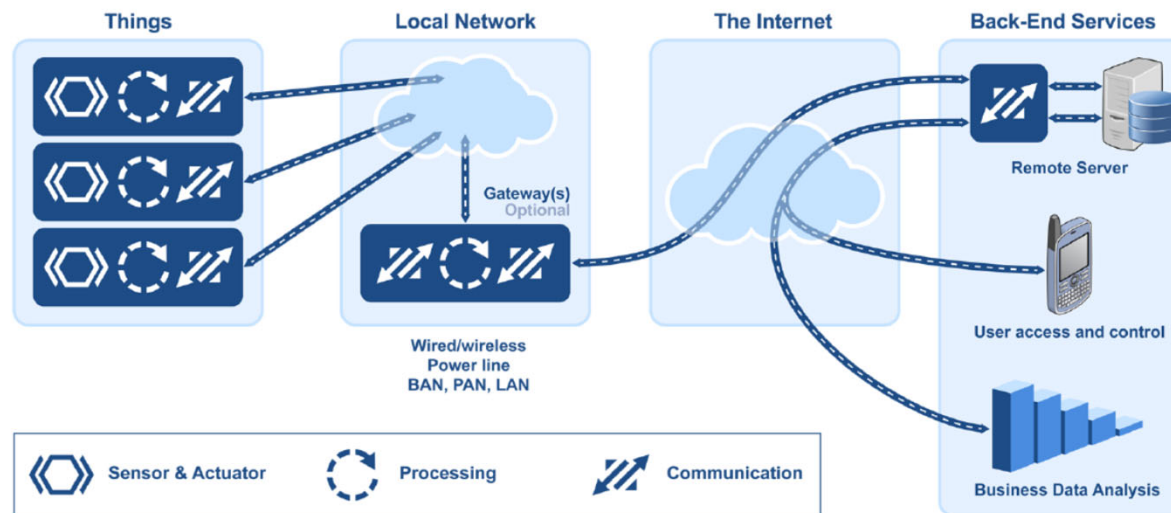 Things
Local Network
The Internet
Back-End Services
Gateway(s)
Optional
Wired/wireless
Power line
BAN, PAN, LAN
Remote Server
User access and control
Business Data Analysis
Sensor & Actuator
Processing
Communication